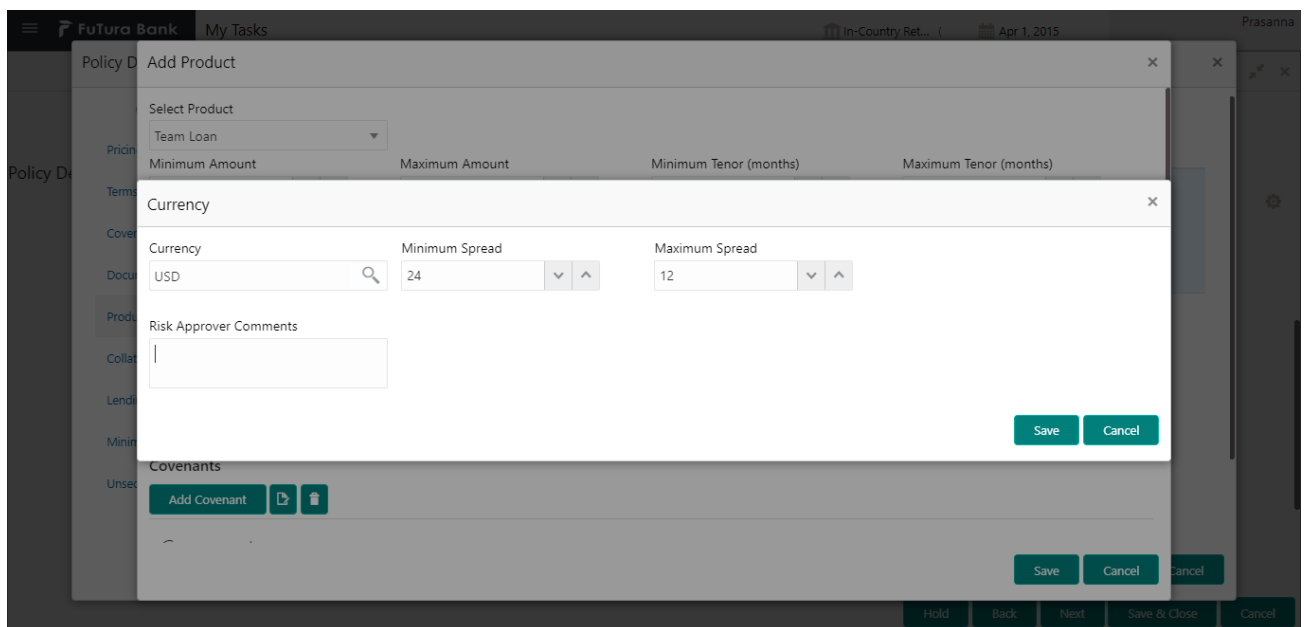 FuTura Bank My Tasks In-Country Ret... ( Apr 1, 2015 Prasanna
Policy D Add Product
Select Product
Team Loan
Pricin
Minimum Amount Maximum Amount Minimum Tenor (months) Maximum Tenor (months)
Policy De
Terms
Currency
Cover
Currency Minimum Spread Maximum Spread
Docu
USD 24 12
Produ
Risk Approver Comments
Collat
Lendi
Save Cancel
Minin
Covenants
Unsec
Add Covenant
Save Cancel Cancel
Hold Back Next Save & Close Cancel